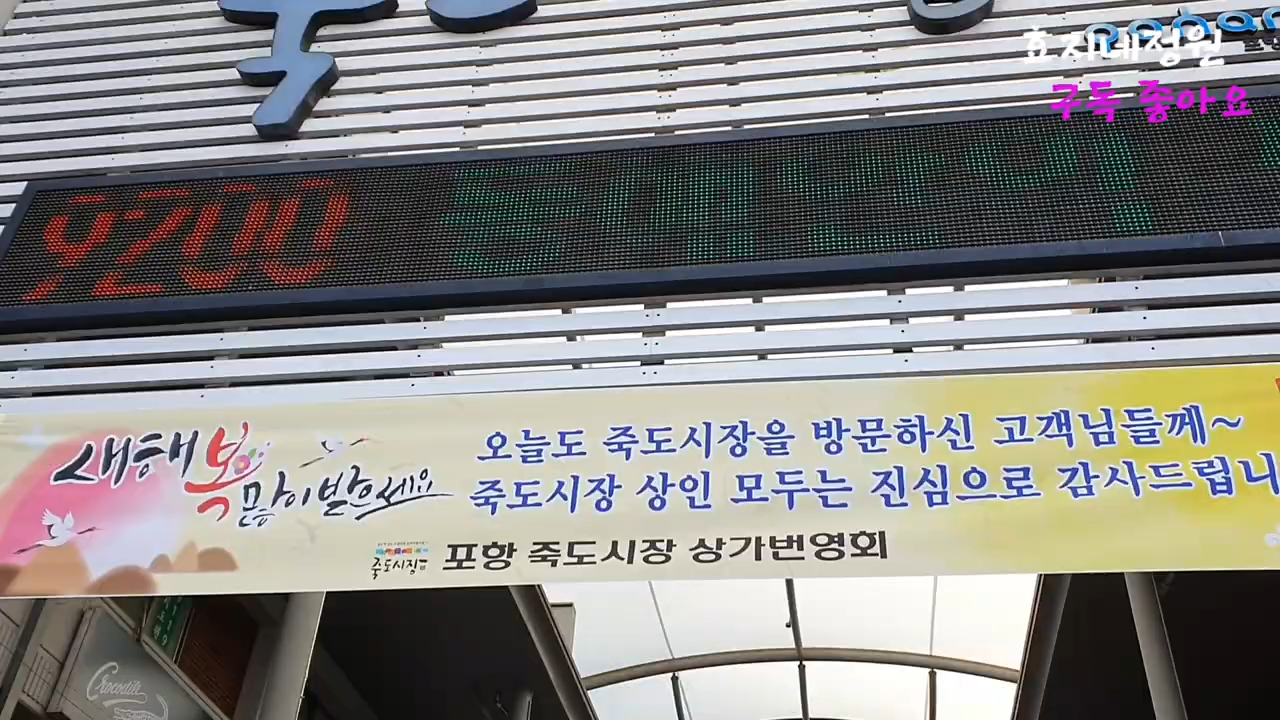 효지네정원
구독 좋아요
9200
새해 복 많이 받으세요
오늘도 죽도시장을 방문하신 고객님들께~
죽도시장 상인 모두는 진심으로 감사드립니
죽도시장
포항 죽도시장 상가번영회
Crocodile